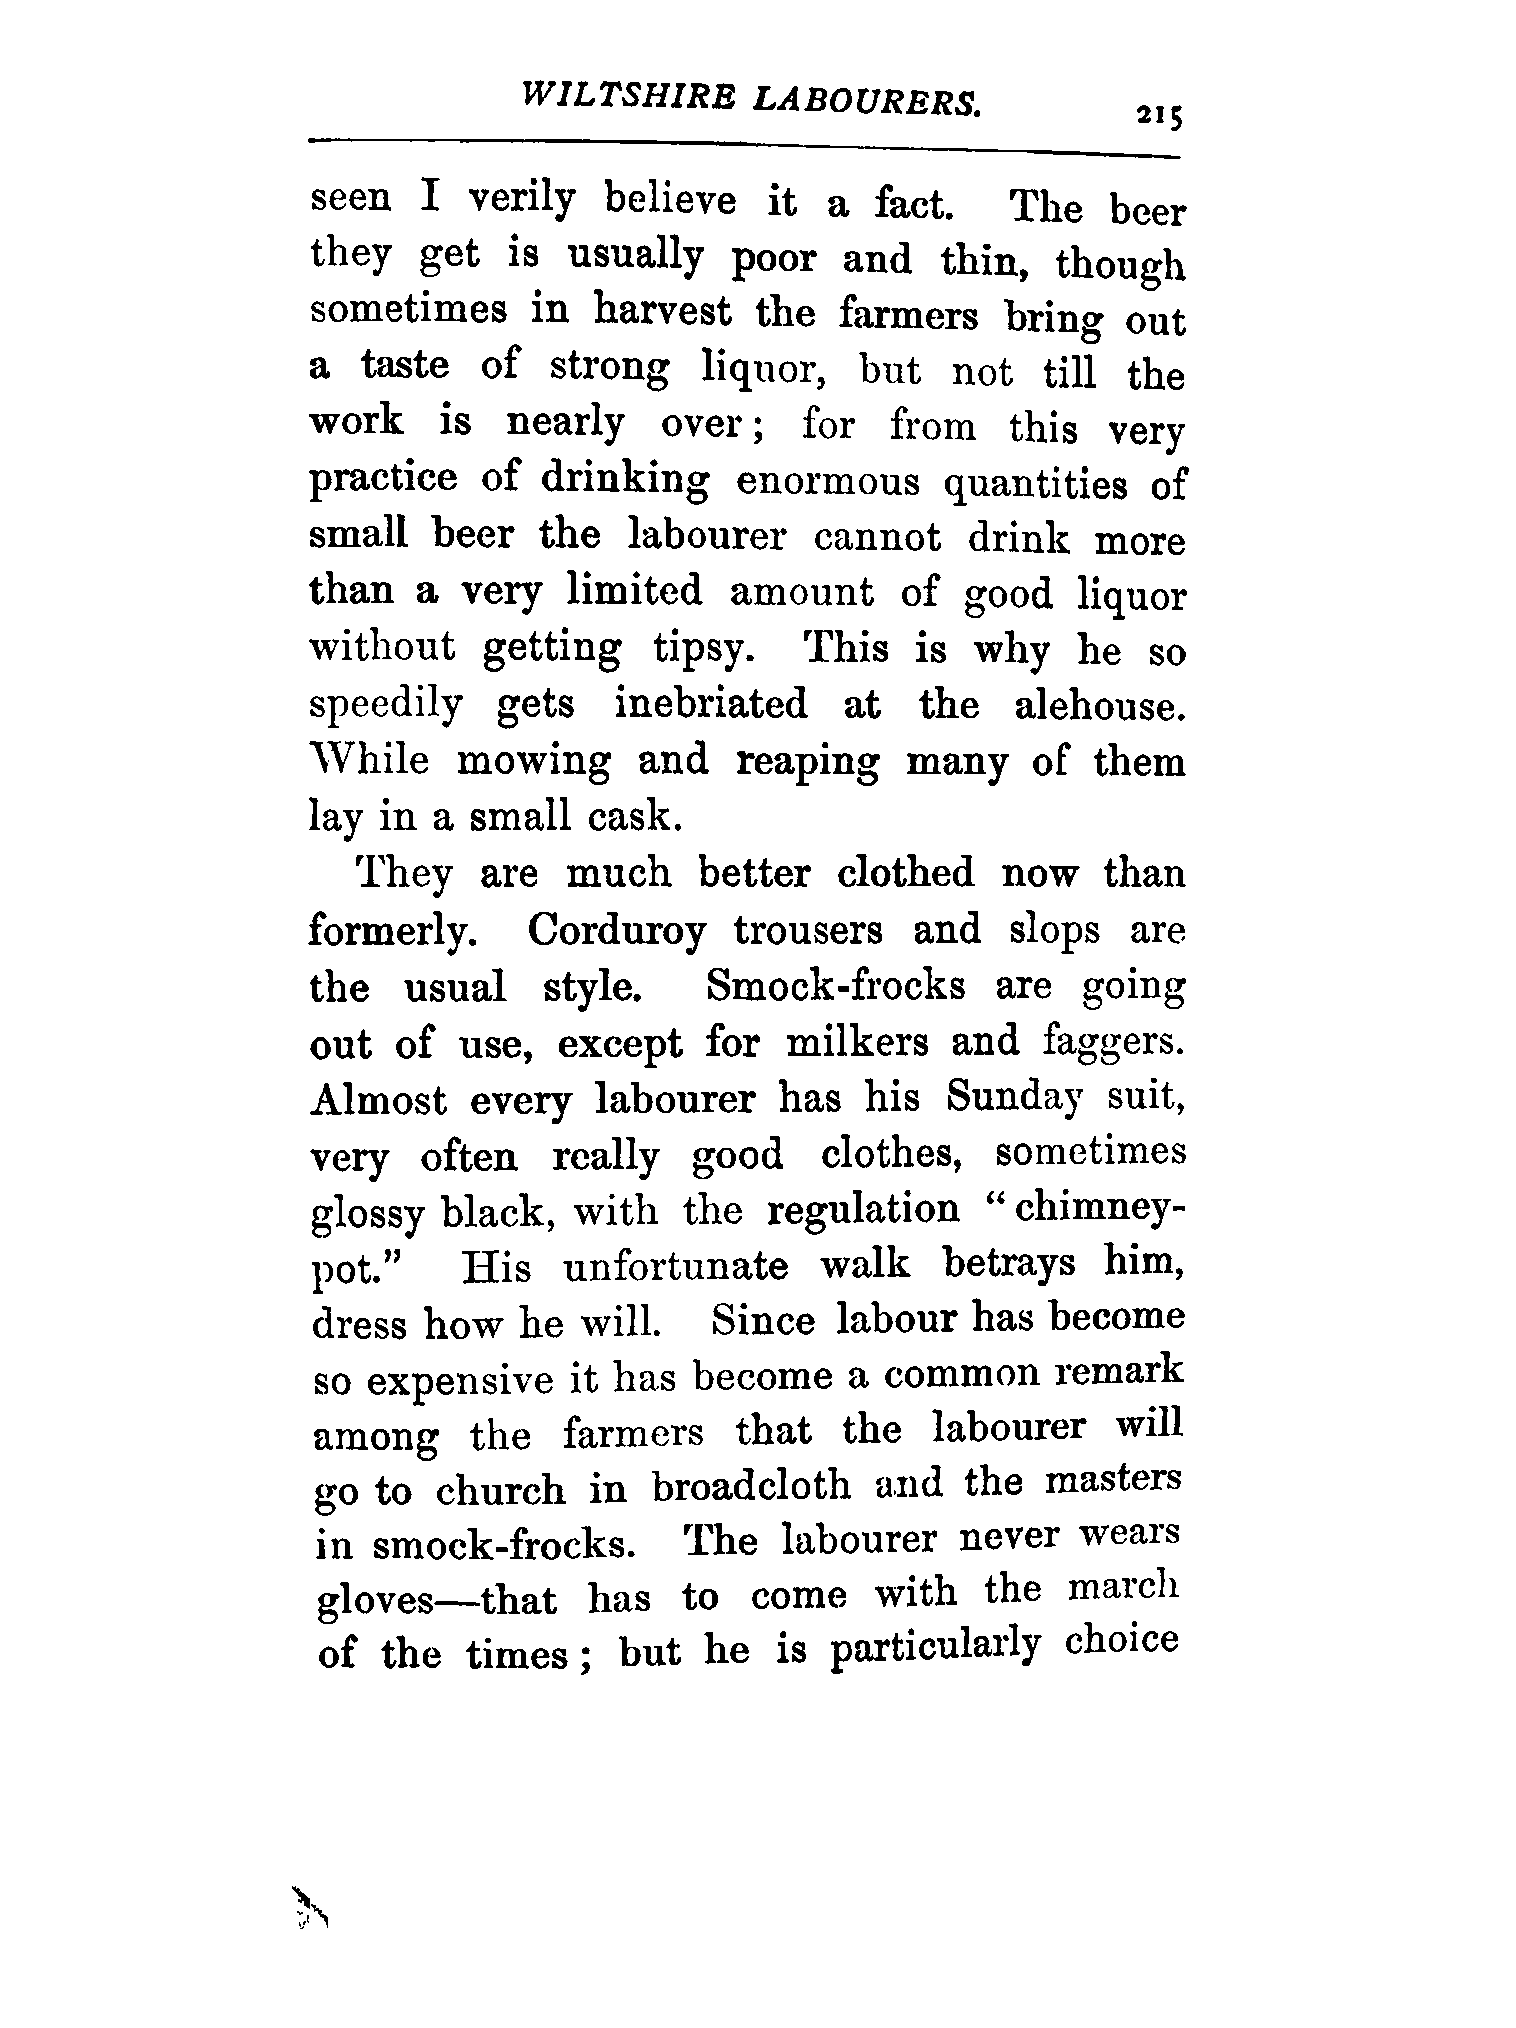 WILTSHIRE LABOURERS. 215
seen I verily believe it a fact. The beer
they get is usually poor and thin, though
sometimes in harvest the farmers bring out
a taste of strong liquor, but not till the
work is nearly over; for from this very
practice of drinking enormous quantities of
small beer the labourer cannot drink more
than a very limited amount of good liquor
without getting tipsy. This is why he so
speedily gets inebriated at the alehouse.
While mowing and reaping many of them
lay in a small cask.
They are much better clothed now than
formerly. Corduroy trousers and slops are
the usual style. Smock-frocks are going
out of use, except for milkers and faggers.
Almost every labourer has his Sunday suit,
very often really good clothes, sometimes
glossy black, with the regulation "chimney-
pot." His unfortunate walk betrays him,
dress how he will. Since labour has become
so expensive it has become a common remark
among the farmers that the labourer will
go to church in broadcloth and the masters
in smock-frocks. The labourer never wears
gloves—that has to come with the march
of the times; but he is particularly choice